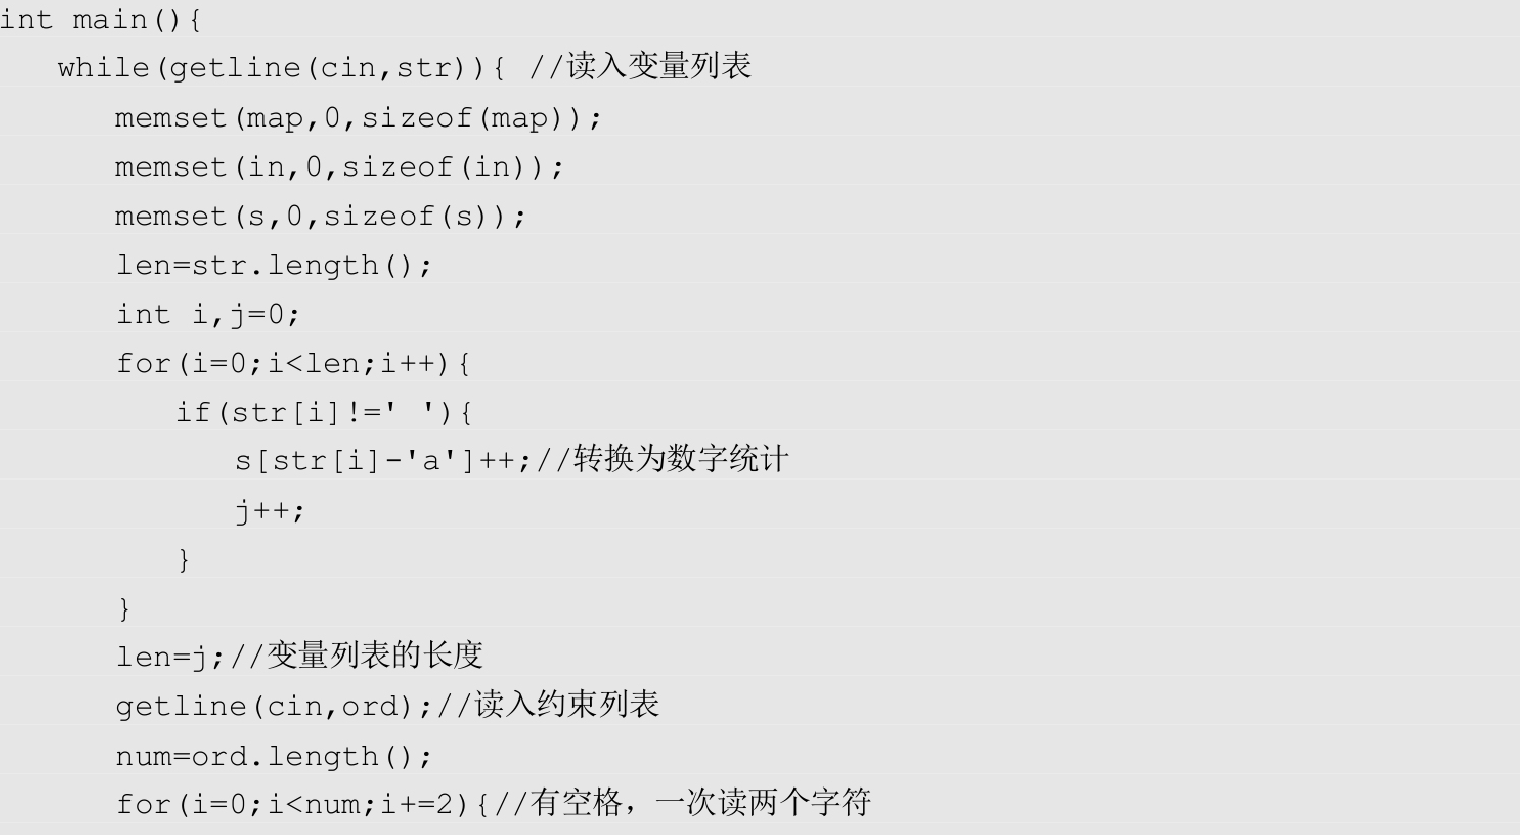 int main(){
   while(getline(cin,str)){ //读入变量列表
      memset(map,0,sizeof(map));
      memset(in,0,sizeof(in));
      memset(s,0,sizeof(s));
      len=str.length();
      int i,j=0;
      for(i=0;i<len;i++){
         if(str[i]!=' '){
            s[str[i]-'a']++;//转换为数字统计
            j++;
         }
      }
      len=j;//变量列表的长度
      getline(cin,ord);//读入约束列表
      num=ord.length();
      for(i=0;i<num;i+=2){//有空格，一次读两个字符